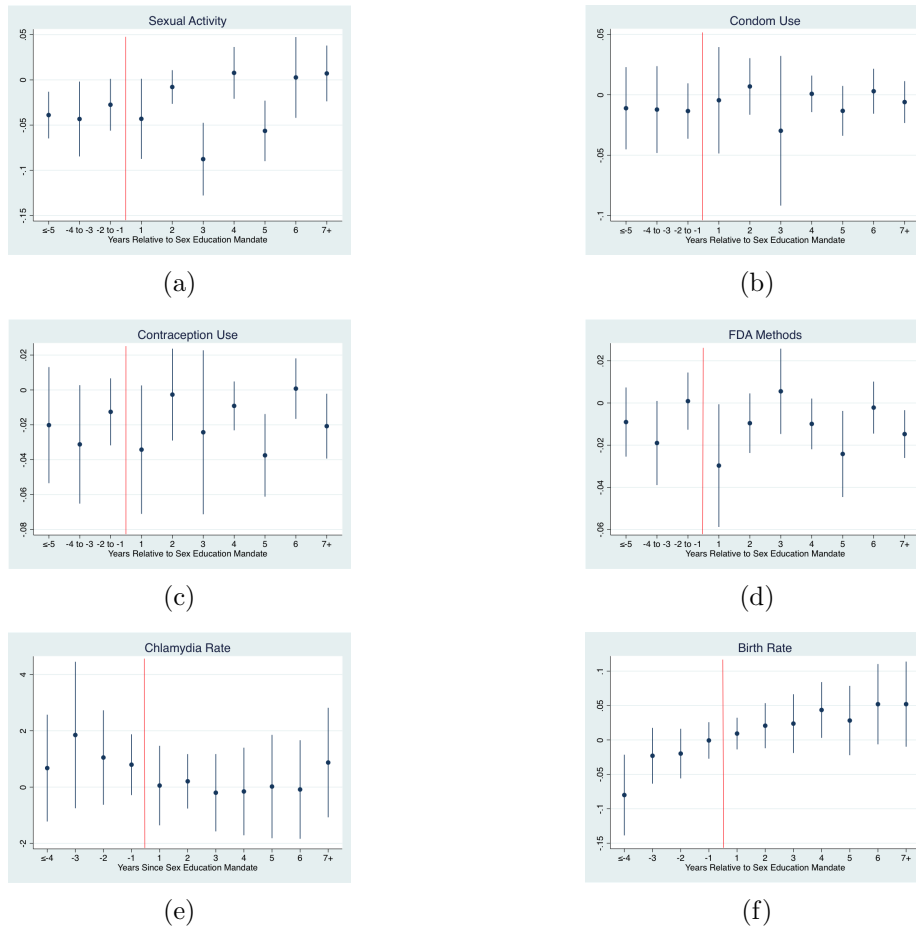 Sexual Activity
.05
0
-.05
-.1
-.15
≤-5 -4 to -3 -2 to -1 1 2 3 4 5 6 7+
Years Relative to Sex Education Mandate
(a)
Condom Use
.05
0
-.05
-.1
≤-5 -4 to -3 -2 to -1 1 2 3 4 5 6 7+
Years Relative to Sex Education Mandate
(b)
Contraception Use
.02
0
-.02
-.04
-.06
-.08
≤-5 -4 to -3 -2 to -1 1 2 3 4 5 6 7+
Years Relative to Sex Education Mandate
(c)
FDA Methods
.02
0
-.02
-.04
-.06
≤-5 -4 to -3 -2 to -1 1 2 3 4 5 6 7+
Years Relative to Sex Education Mandate
(d)
Chlamydia Rate
4
2
0
-2
≤-4 -3 -2 -1 1 2 3 4 5 6 7+
Years Since Sex Education Mandate
(e)
Birth Rate
.1
.05
0
-.05
-.1
-.15
≤-4 -3 -2 -1 1 2 3 4 5 6 7+
Years Relative to Sex Education Mandate
(f)